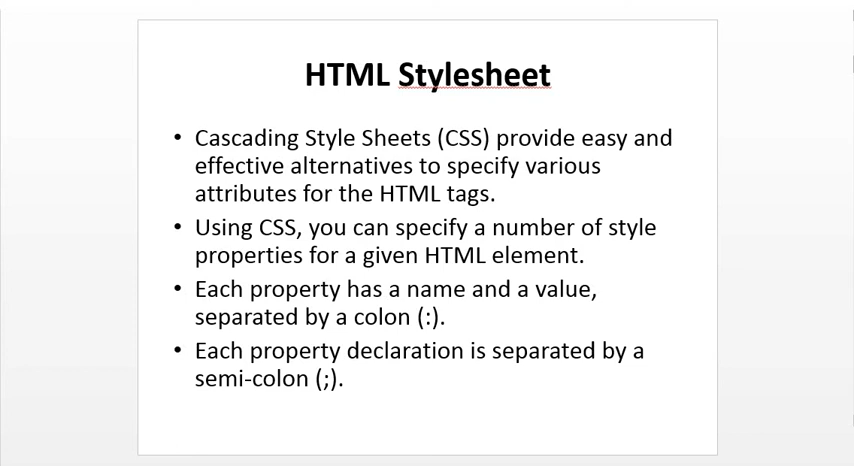 HTML Stylesheet
• Cascading Style Sheets (CSS) provide easy and
effective alternatives to specify various
attributes for the HTML tags.
• Using CSS, you can specify a number of style
properties for a given HTML element.
• Each property has a name and a value,
separated by a colon (:).
• Each property declaration is separated by a
semi-colon (;).